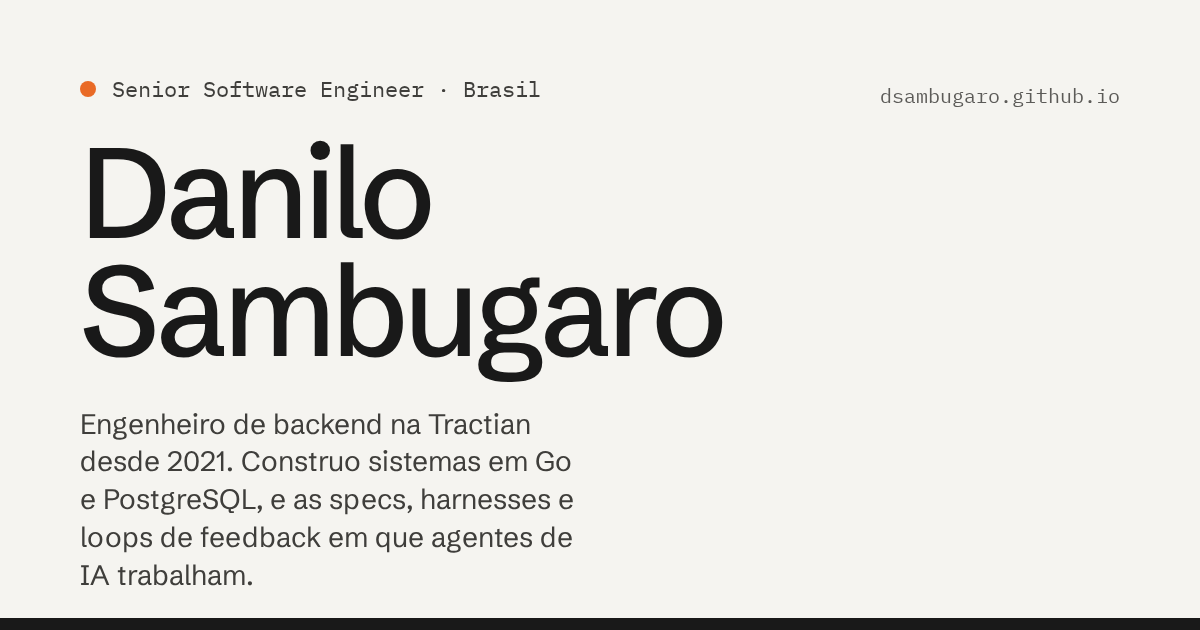 Senior Software Engineer · Brasil
dsambugaro.github.io
Danilo
Sambugaro
Engenheiro de backend na Tractian
desde 2021. Construo sistemas em Go
e PostgreSQL, e as specs, harnesses e
loops de feedback em que agentes de
IA trabalham.